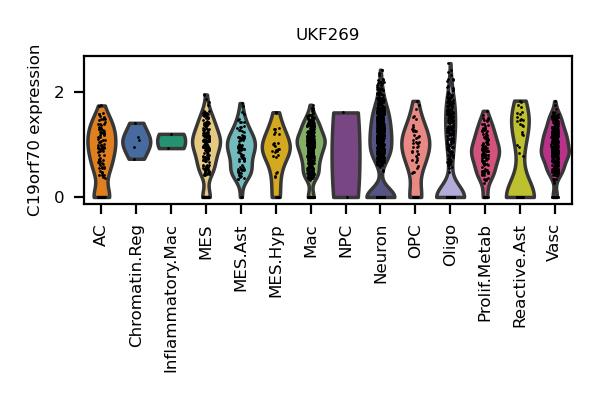 UKF269
C19orf70 expression
2
0
AC
Chromatin.Reg
Inflammatory.Mac
MES
MES.Ast
MES.Hyp
Mac
NPC
Neuron
OPC
Oligo
Prolif.Metab
Reactive.Ast
Vasc